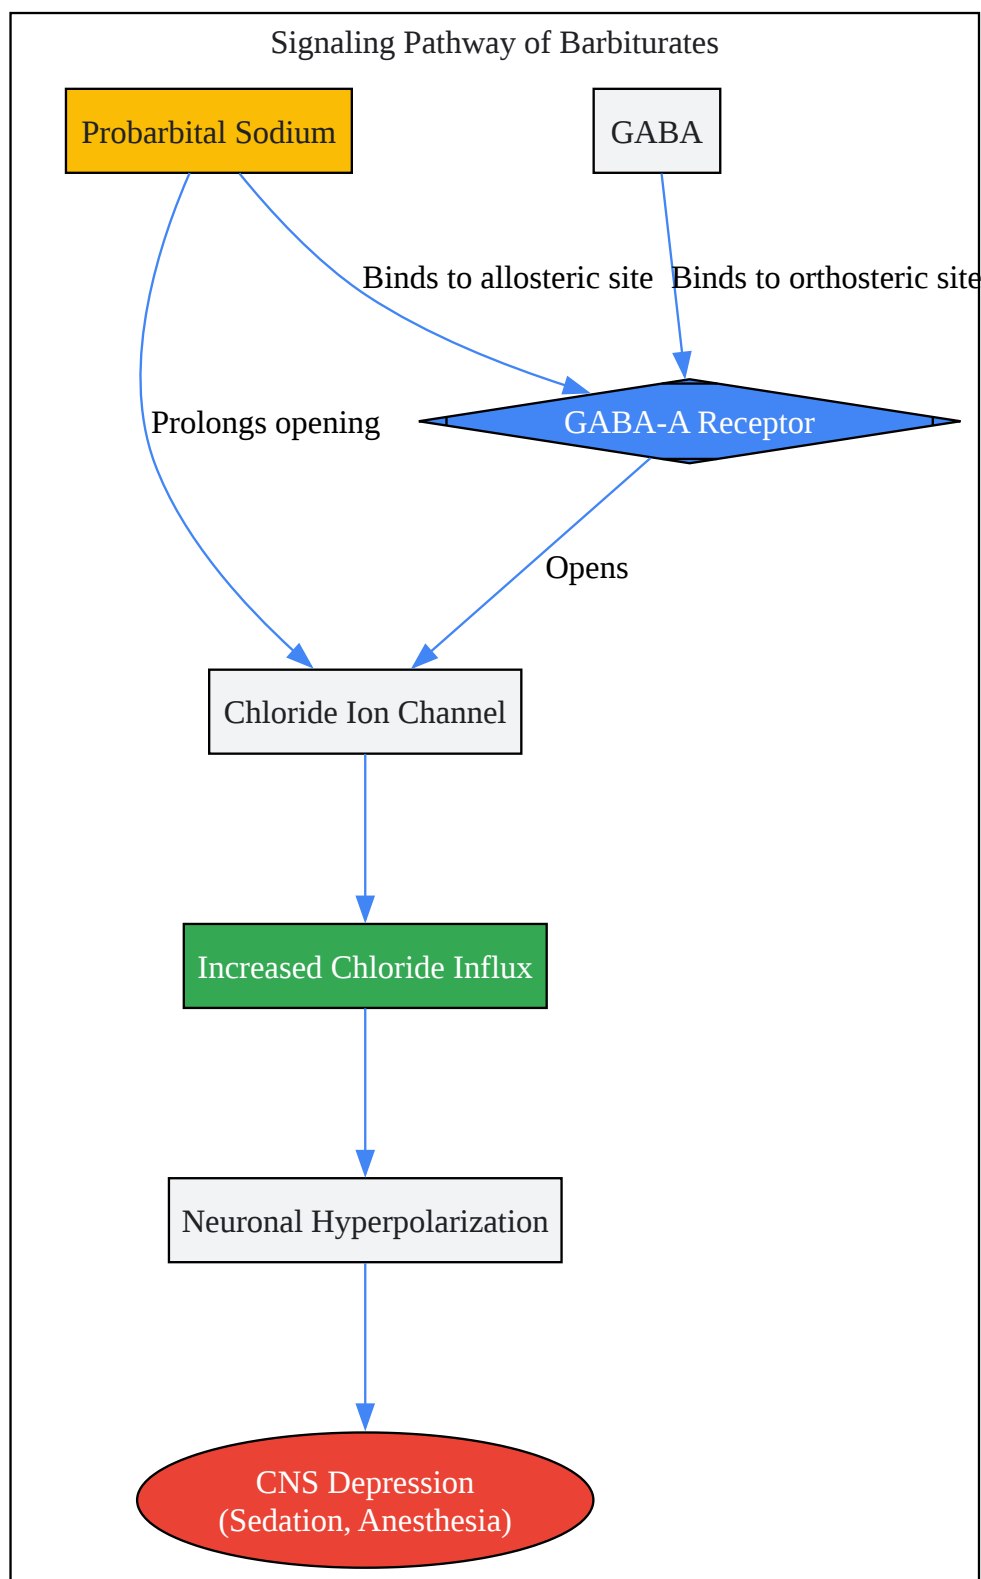 Signaling Pathway of Barbiturates
Probarbital Sodium
GABA
Binds to allosteric site
Binds to orthosteric site
Prolongs opening
GABA-A Receptor
Opens
Chloride Ion Channel
Increased Chloride Influx
Neuronal Hyperpolarization
CNS Depression
(Sedation, Anesthesia)